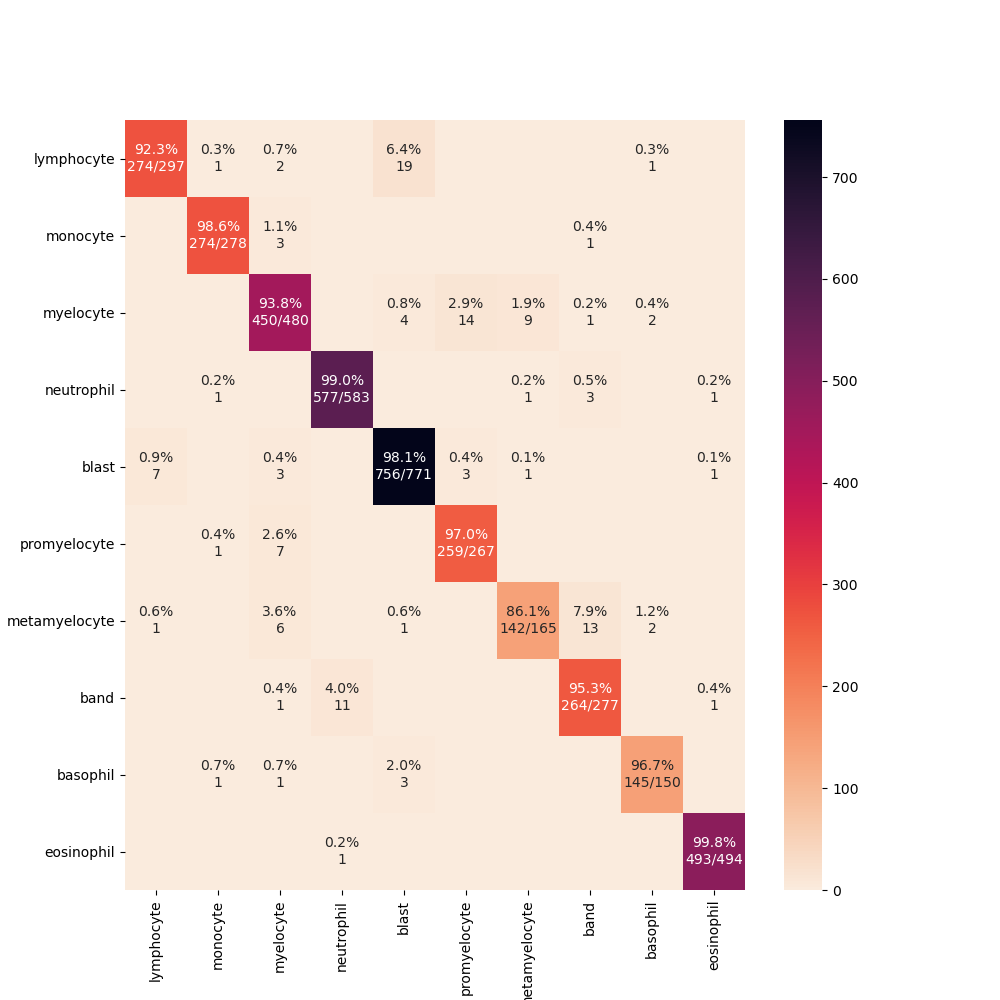 92.3% 0.3% 0.7% 6.4% 0.3%
lymphocyte
274/297 1 2 19 1
98.6% 1.1% 0.4%
monocyte
274/278 3 1
93.8% 0.8% 2.9% 1.9% 0.2% 0.4%
myelocyte
450/480 4 14 9 1 2
0.2% 99.0% 0.2% 0.5% 0.2%
neutrophil
1 577/583 1 3 1
0.9% 0.4% 98.1% 0.4% 0.1% 0.1%
blast
7 3 756/771 3 1 1
0.4% 2.6% 97.0%
promyelocyte
1 7 259/267
0.6% 3.6% 0.6% 86.1% 7.9% 1.2%
metamyelocyte
1 6 1 142/165 13 2
0.4% 4.0% 95.3% 0.4%
band
1 11 264/277 1
0.7% 0.7% 2.0% 96.7%
basophil
1 1 3 145/150
0.2% 99.8%
eosinophil
1 493/494
lymphocyte
monocyte
myelocyte
neutrophil
blast
promyelocyte
etamyelocyte
band
basophil
eosinophil
700
600
500
400
300
200
100
0